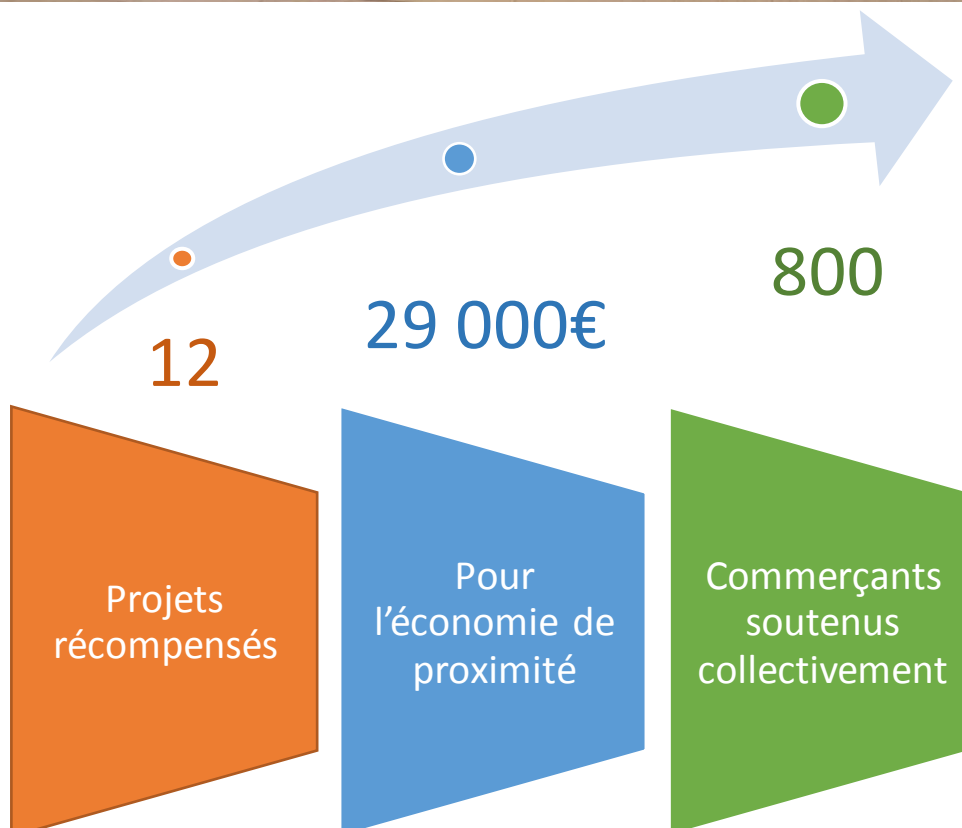 12
29 000€
800
Projets
récompensés
Pour
l'économie de
proximité
Commerçants
soutenus
collectivement